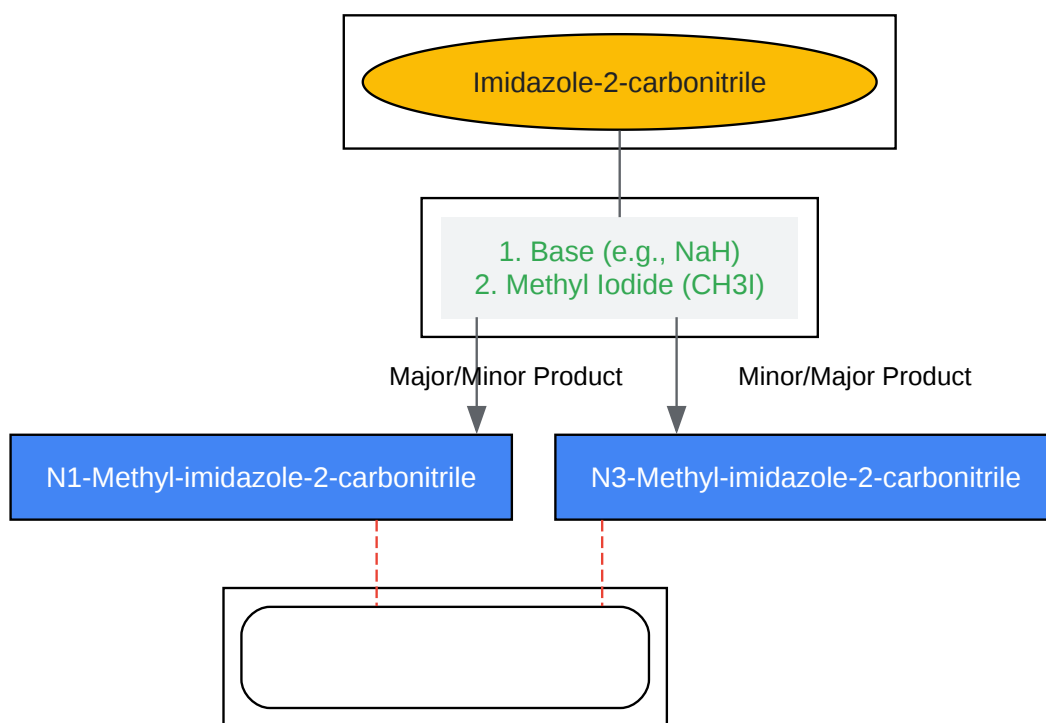 Imidazole-2-carbonitrile
1. Base (e.g., NaH)
2. Methyl Iodide (CH3I)
Major/Minor Product
Minor/Major Product
N1-Methyl-imidazole-2-carbonitrile
N3-Methyl-imidazole-2-carbonitrile